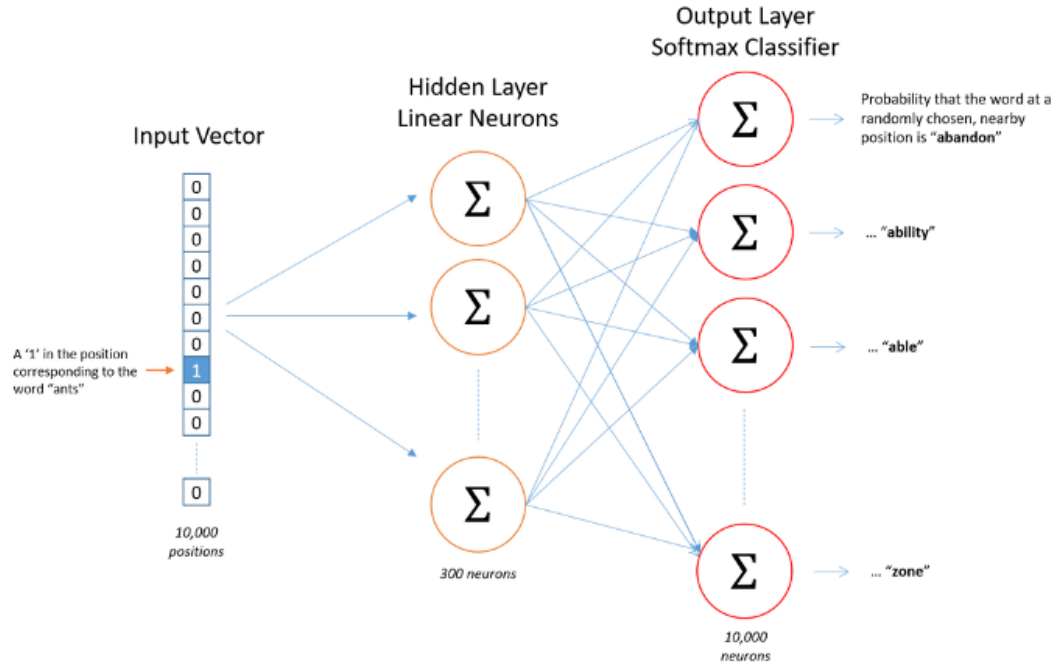 Output Layer
Softmax Classifier
Hidden Layer
Linear Neurons
Input Vector
0
0
0
0
0
0
0
1
0
0
0
A '1' in the position
corresponding to the
word "ants"
10,000
positions
Σ
Σ
Σ
300 neurons
Σ
Σ
Σ
Σ
10,000
neurons
Probability that the word at a
randomly chosen, nearby
position is "abandon"
... "ability"
... "able"
... "zone"